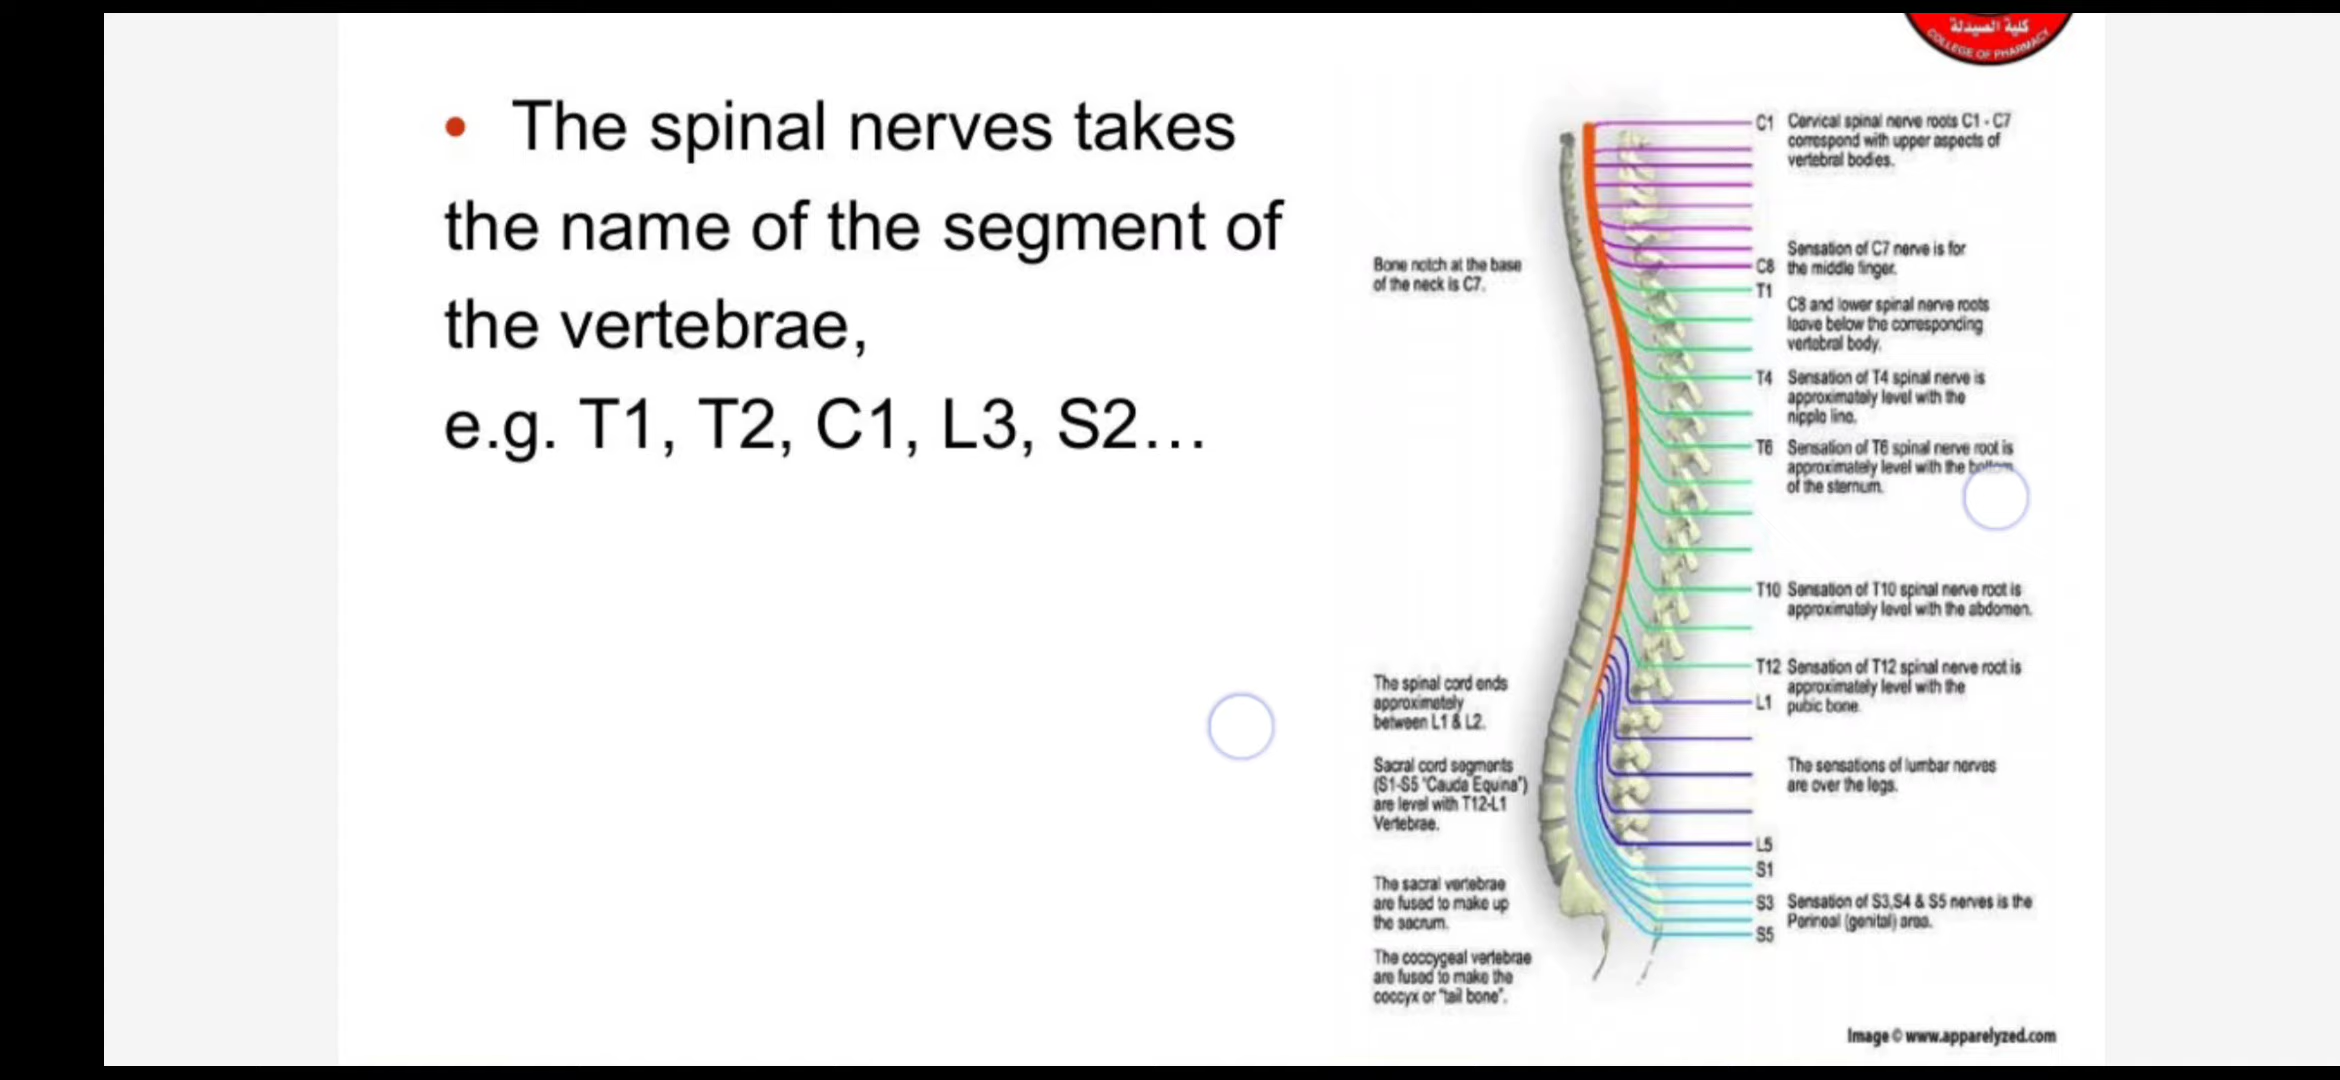 كلية الصيدلة
COLLEGE OF PHARMACY
• The spinal nerves takes
the name of the segment of
the vertebrae,
e.g. T1, T2, C1, L3, S2...
Bone notch at the base
of the neck is C7.
The spinal cord ends
approximately
between L1 & L2.
Sacral cord segments
(S1-S5 "Cauda Equina")
are level with T12-L1
Vertebrae.
The sacral vertebrae
are fused to make up
the sacrum.
The coccygeal vertebrae
are fused to make the
coccyx or "tail bone".
C1 Cervical spinal nerve roots C1 - C7
correspond with upper aspects of
vertebral bodies.
Sensation of C7 nerve is for
C8 the middle finger.
T1
C8 and lower spinal nerve roots
leave below the corresponding
vertebral body.
T4 Sensation of T4 spinal nerve is
approximately level with the
nipple line.
T6 Sensation of T6 spinal nerve root is
approximately level with the bottom
of the sternum.
T10 Sensation of T10 spinal nerve root is
approximately level with the abdomen.
T12 Sensation of T12 spinal nerve root is
approximately level with the
L1 pubic bone.
The sensations of lumbar nerves
are over the legs.
L5
S1
S3 Sensation of S3,S4 & S5 nerves is the
Perineal (genital) area.
S5
Image © www.apparelyzed.com